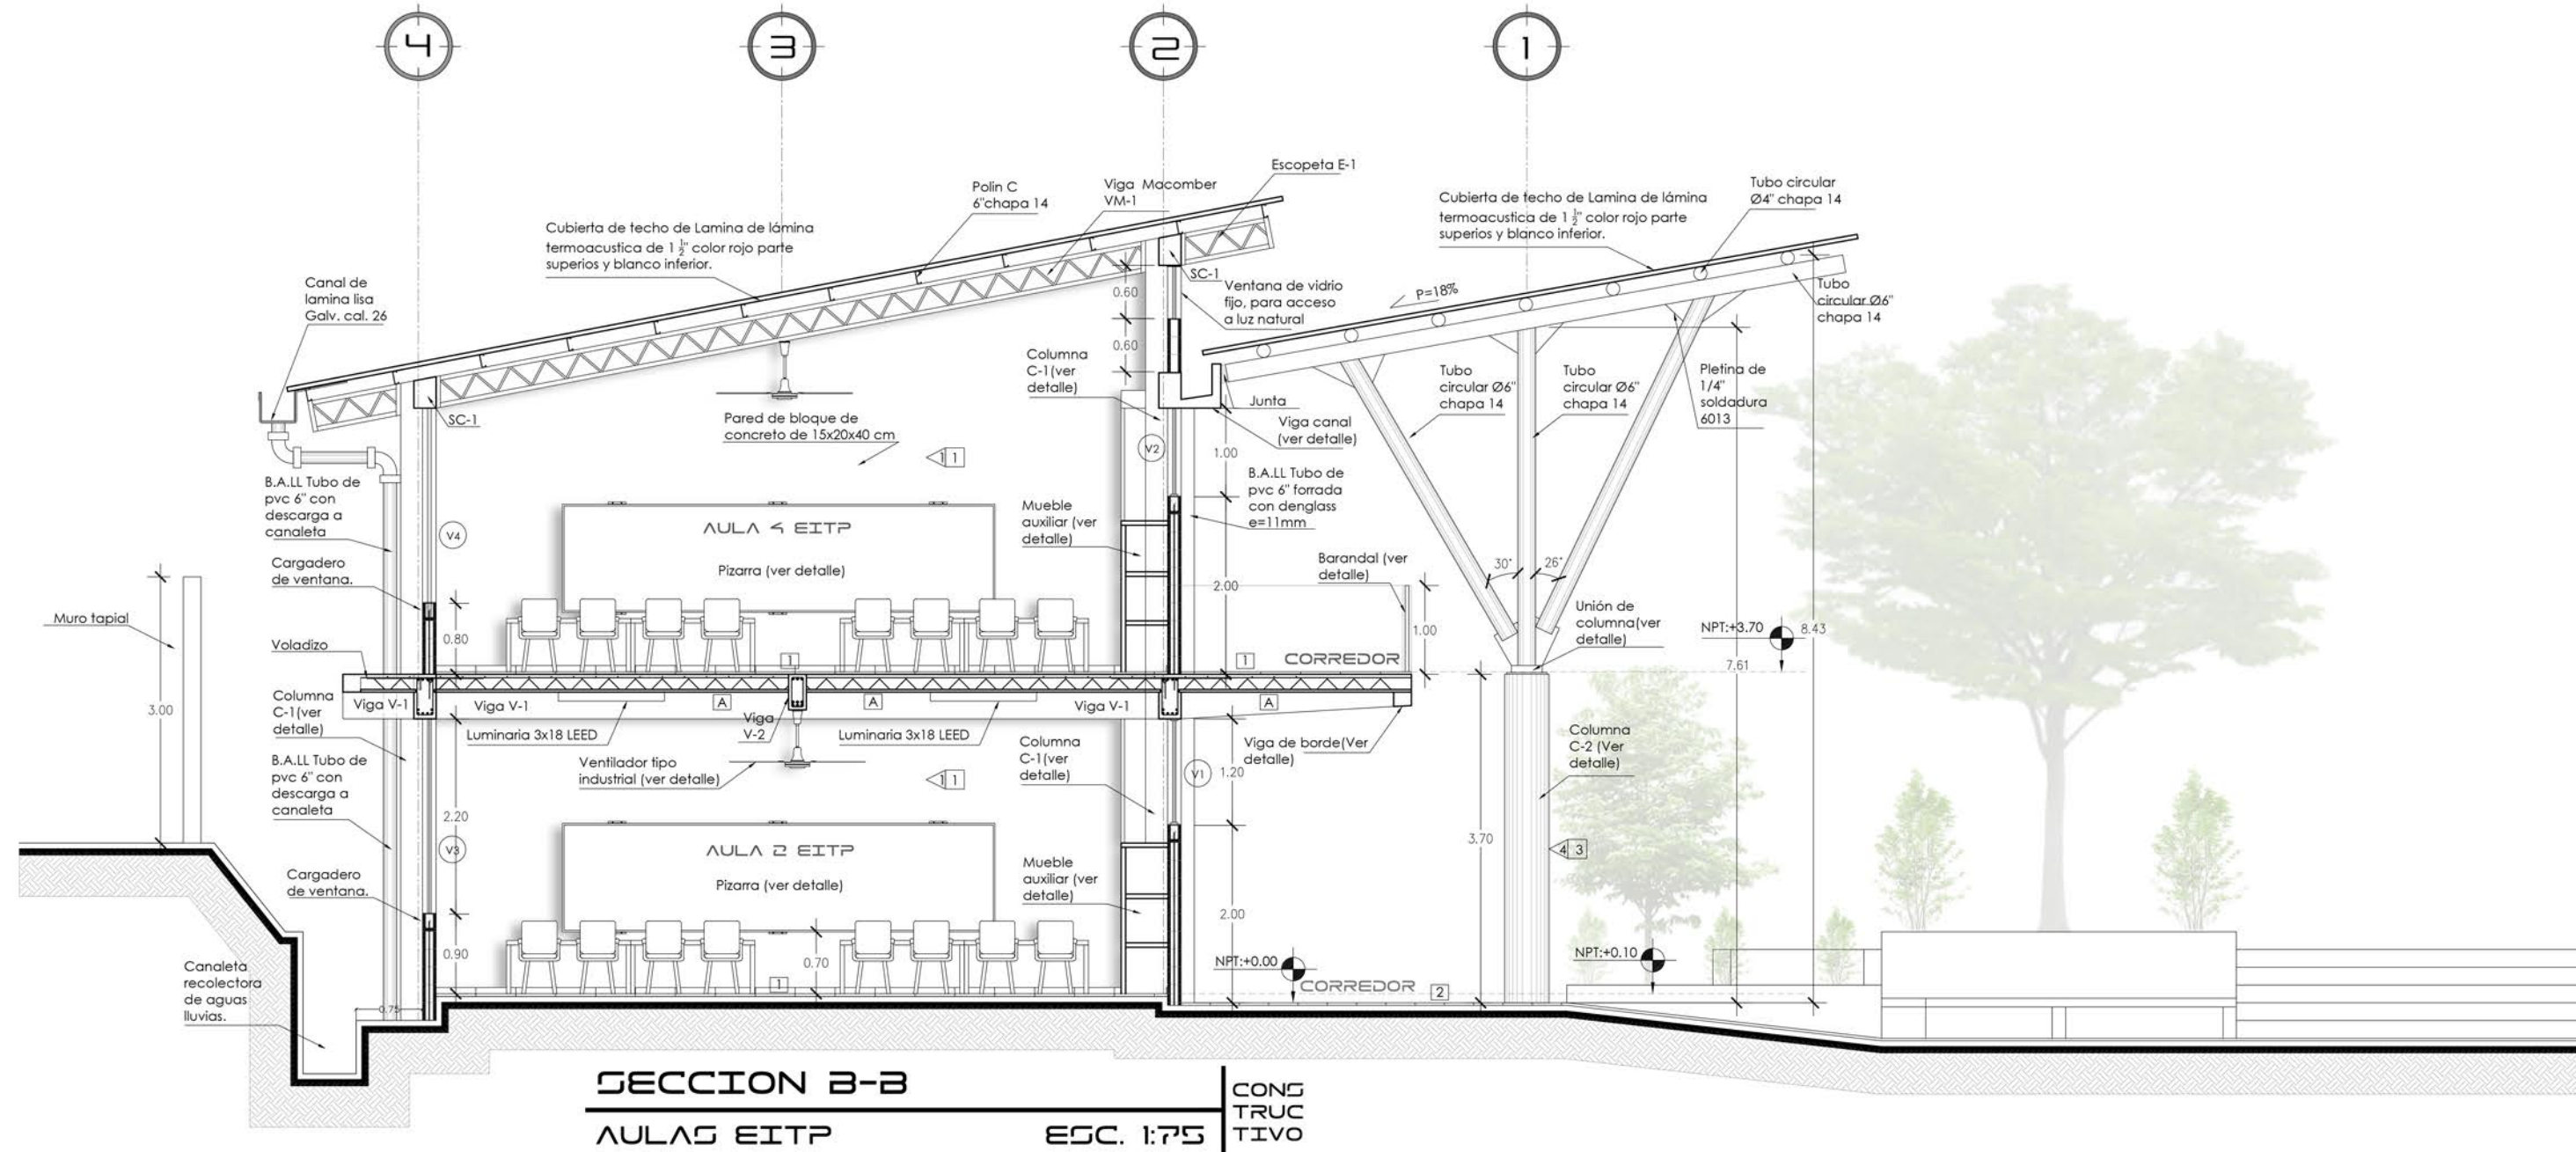 4
3
2
1
Escopeta E-1
Polin C
6"chapa 14
Viga Macomber
VM-1
Tubo circular
Ø4" chapa 14
Cubierta de techo de Lamina de lámina
termoacustica de 1 1/2" color rojo parte
superios y blanco inferior.
Cubierta de techo de Lamina de lámina
termoacustica de 1 1/2" color rojo parte
superios y blanco inferior.
Canal de
lamina lisa
Galv. cal. 26
SC-1
0.60
Ventana de vidrio
fijo, para acceso
a luz natural
P=18%
Tubo
circular Ø6"
chapa 14
0.60
Columna
C-1(ver
detalle)
Tubo
circular Ø6"
chapa 14
Tubo
circular Ø6"
chapa 14
Pletina de
1/4"
soldadura
6013
Junta
SC-1
Pared de bloque de
concreto de 15x20x40 cm
Viga canal
(ver detalle)
1 1
V2
1.00
B.A.LL Tubo de
pvc 6" con
descarga a
canaleta
B.A.LL Tubo de
pvc 6" forrada
con denglass
e=11mm
Mueble
auxiliar (ver
detalle)
V4
AULA 4 EITP
Pizarra (ver detalle)
Cargadero
de ventana.
Barandal (ver
detalle)
30°
26°
2.00
Muro tapial
0.80
1.00
Unión de
columna(ver
detalle)
NPT:+3.70
8.43
Voladizo
1
1
CORREDOR
7.61
3.00
Columna
C-1(ver
detalle)
Viga V-1
Viga V-1
A
A
Viga V-1
A
Viga
V-2
Luminaria 3x18 LEED
Luminaria 3x18 LEED
Columna
C-1(ver
detalle)
Viga de borde(Ver
detalle)
Columna
C-2 (Ver
detalle)
B.A.LL Tubo de
pvc 6" con
descarga a
canaleta
Ventilador tipo
industrial (ver detalle)
1 1
V1
1.20
2.20
V3
AULA 2 EITP
Pizarra (ver detalle)
3.70
4 3
Cargadero
de ventana.
Mueble
auxiliar (ver
detalle)
2.00
0.90
0.70
NPT:+0.00
NPT:+0.10
Canaleta
recolectora
de aguas
lluvias.
1
CORREDOR
2
0.75
SECCION B-B
AULAS EITP
ESC. 1:75
CONS
TRUC
TIVO